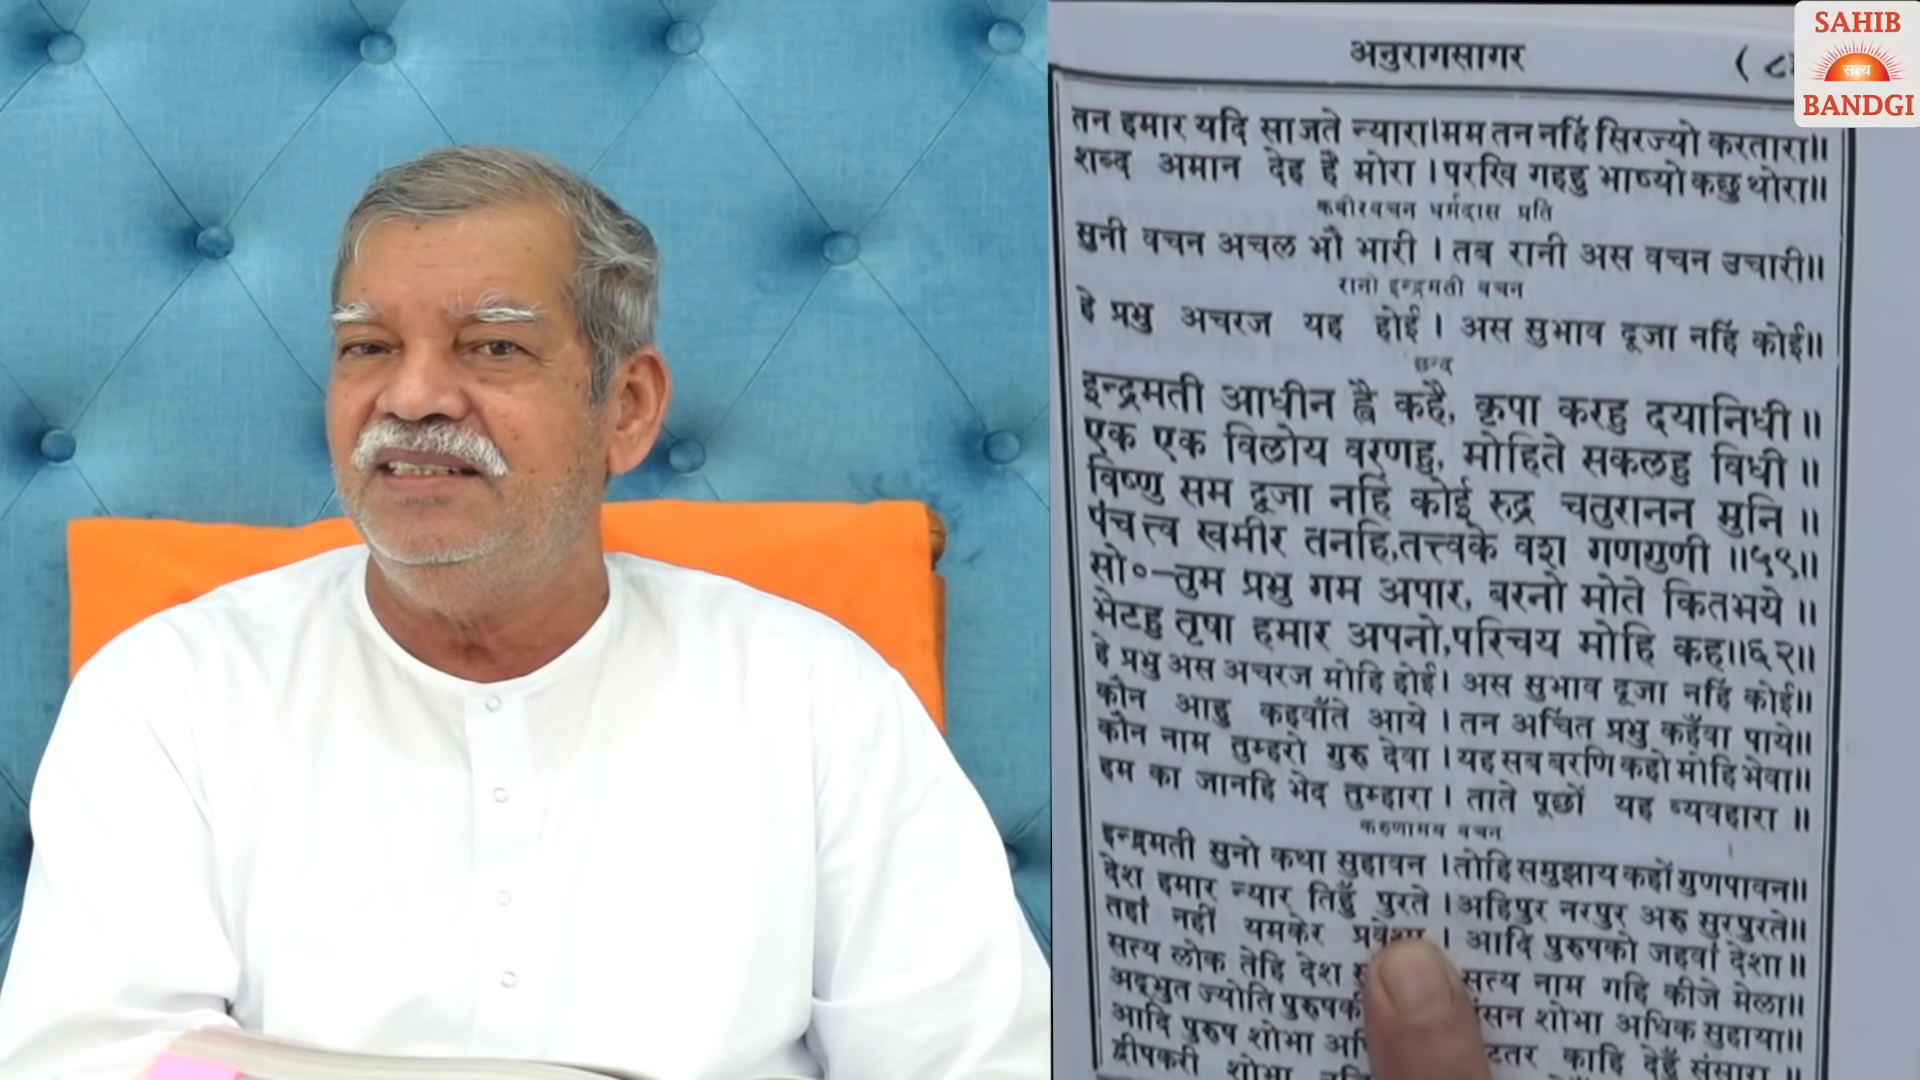 अनुरागसागर
तन हमार यदि साजते न्यारा।मम तन नहिं सिरज्यो करतारा॥
शब्द अमान देह है मोरा । परखि गहहु भाष्यो कछु थोरा॥
कबीरवचन धर्मदास प्रति
सुनी वचन अचल भौ भारी । तब रानी अस वचन उचारी॥
रानी इन्द्रमती वचन
हे प्रभु अचरज यह होई । अस सुभाव दूजा नहिं कोई॥
छन्द
इन्द्रमती आधीन ह्वै कहै, कृपा करहु दयानिधी ॥
एक एक विलोय वरणहु, मोहिते सकलहु विधी ॥
विष्णु सम दूजा नहिं कोई रुद्र चतुरानन मुनि ॥
पंचत्त्व खमीर तनहि,तत्त्वके वश गणगुणी ॥५९॥
सो०—तुम प्रभु गम अपार, बरनो मोते कितभये ॥
भेटहु तृषा हमार अपनो,परिचय मोहि कह॥६२॥
हे प्रभु अस अचरज मोहि होई। अस सुभाव दूजा नहिं कोई॥
कौन आहु कहवाँते आये । तन अचिंत प्रभु कहँवा पाये॥
कौन नाम तुम्हरो गुरु देवा । यह सब बरणि कहो मोहि भेवा॥
हम का जानहि भेद तुम्हारा । ताते पूछों यह व्यवहारा ॥
करुणामय वचन
इन्द्रमती सुनो कथा सुहावन । तोहि समुझाय कहों गुणपावन॥
देश हमार न्यार तिहुँ पुरते । अहिपुर नरपुर अरु सुरपुरते॥
तहां नहीं यमकेर प्रवेशा । आदि पुरुषको जहवां देशा॥
सत्य लोक तेहि देश सत्य नाम गहि कीजे मेला॥
अद्भुत ज्योति पुरुषकी शोभा अधिक सुहाया॥
आदि पुरुष शोभा काहि देहुँ संसारा ॥
द्वीपकरी शोभा
SAHIB
सत्य
BANDGI